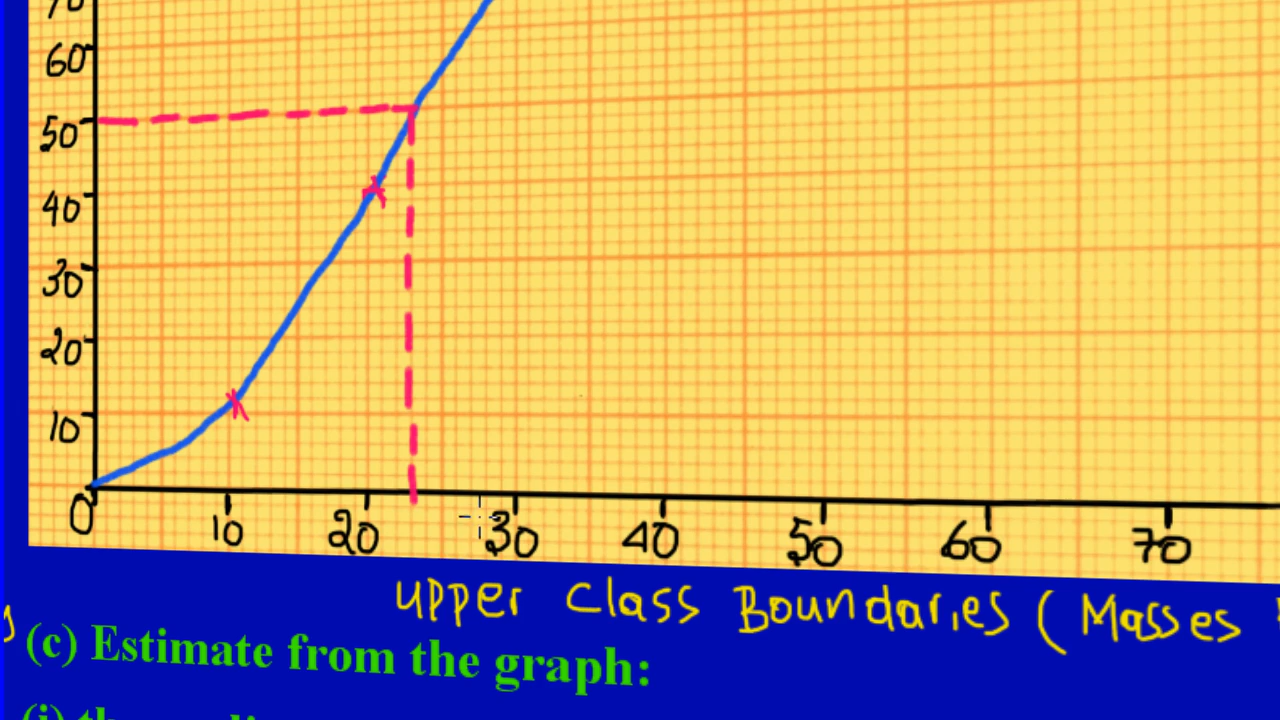 70
60
50
40
30
20
10
0 10 20 30 40 50 60 70
upper class Boundaries (Masses
(c) Estimate from the graph:
(i)